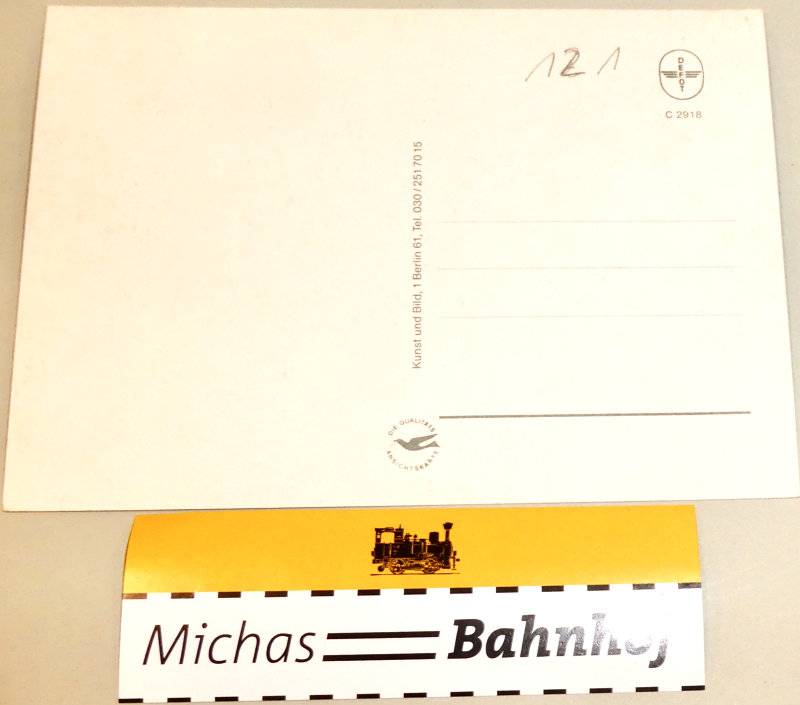 121
DEFOT
C 2918
Kunst und Bild, 1 Berlin 61, Tel. 030 / 251 70 15
DIE QUALITÄTS
ANSICHTSKARTE
Michas Bahnhof